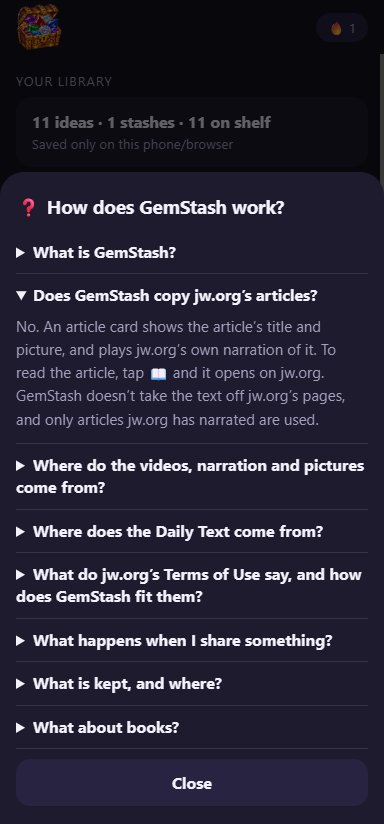 1
YOUR LIBRARY
11 ideas · 1 stashes · 11 on shelf
Saved only on this phone/browser
❓ How does GemStash work?
▶ What is GemStash?
▼ Does GemStash copy jw.org’s articles?
No. An article card shows the article’s title and
picture, and plays jw.org’s own narration of it. To
read the article, tap 📖 and it opens on jw.org.
GemStash doesn’t take the text off jw.org’s pages,
and only articles jw.org has narrated are used.
▶ Where do the videos, narration and pictures
come from?
▶ Where does the Daily Text come from?
▶ What do jw.org’s Terms of Use say, and how
does GemStash fit them?
▶ What happens when I share something?
▶ What is kept, and where?
▶ What about books?
Close